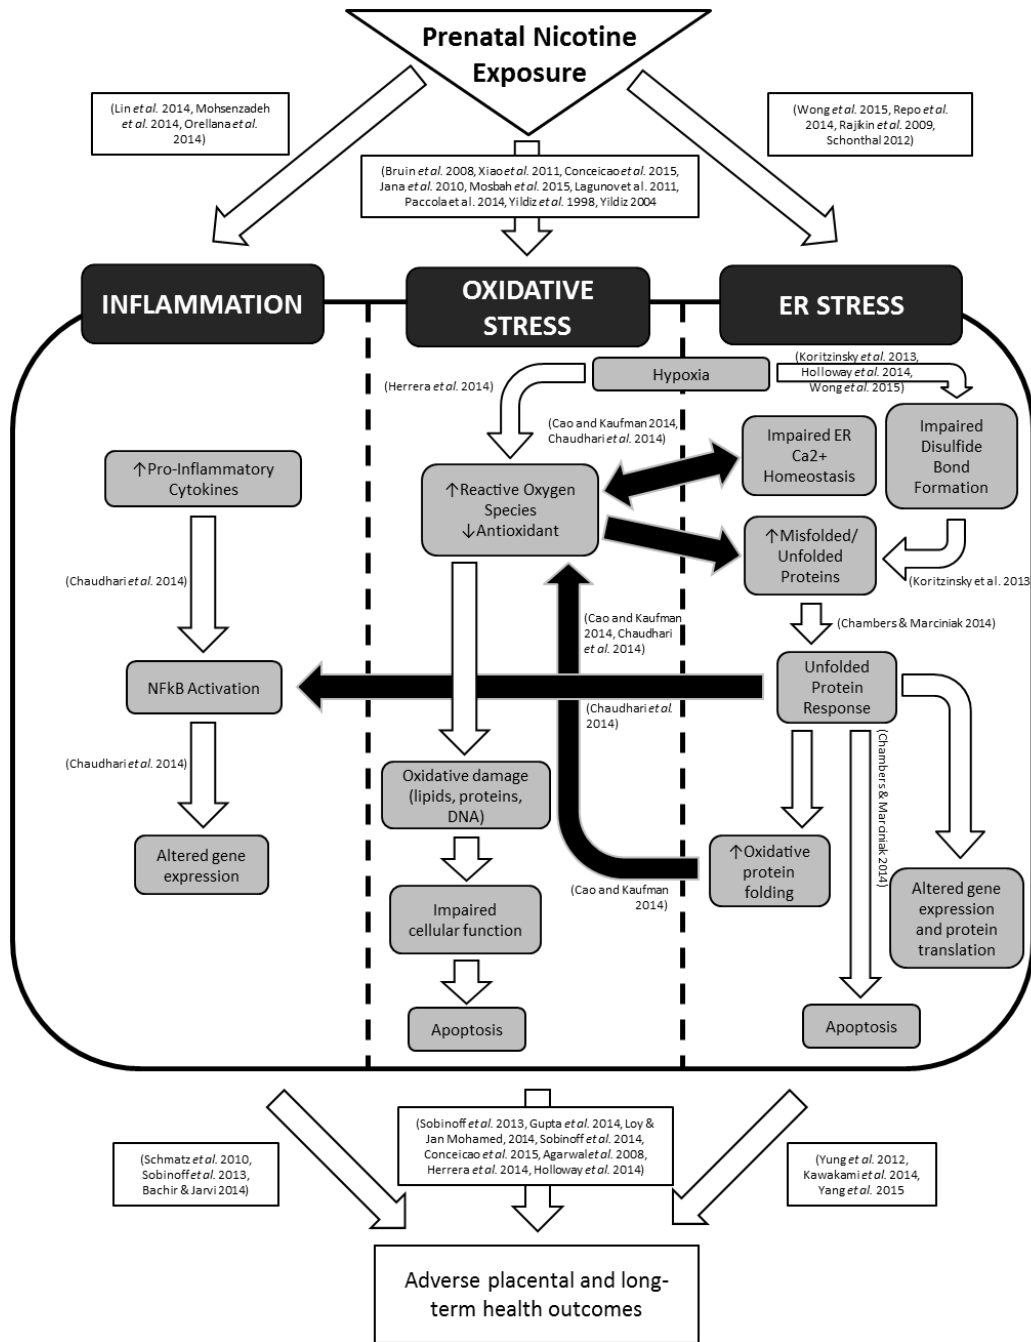 Prenatal Nicotine
Exposure
(Lin et al. 2014, Mohsenzadeh
et al. 2014, Orellana et al.
2014)
(Wong et al. 2015, Repo et al.
2014, Rajikin et al. 2009,
Schonthal 2012)
(Bruin et al. 2008, Xiao et al. 2011, Conceicao et al. 2015,
Jana et al. 2010, Mosbah et al. 2015, Lagunov et al. 2011,
Paccola et al. 2014, Yildiz et al. 1998, Yildiz 2004)
INFLAMMATION
OXIDATIVE
STRESS
ER STRESS
Hypoxia
(Herrera et al. 2014)
(Koritzinsky et al. 2013,
Holloway et al. 2014,
Wong et al. 2015)
(Cao and Kaufman 2014,
Chaudhari et al. 2014)
Impaired ER
Ca2+
Homeostasis
Impaired
Disulfide
Bond
Formation
↑Pro-Inflammatory
Cytokines
↑Reactive Oxygen
Species
↓Antioxidant
↑Misfolded/
Unfolded
Proteins
(Koritzinsky et al. 2013
(Chaudhari et al. 2014)
(Cao and Kaufman
2014, Chaudhari
et al. 2014)
(Chambers & Marciniak 2014)
NFkB Activation
Unfolded
Protein
Response
(Chaudhari et al.
2014)
(Chaudhari et al. 2014)
(Chambers & Marciniak 2014)
Oxidative damage
(lipids, proteins,
DNA)
Altered gene
expression
↑Oxidative
protein
folding
(Cao and Kaufman
2014)
Impaired
cellular function
Altered gene
expression
and protein
translation
Apoptosis
Apoptosis
(Schmatz et al. 2010,
Sobinoff et al. 2013,
Bachir & Jarvi 2014)
(Sobinoff et al. 2013, Gupta et al. 2014, Loy &
Jan Mohamed, 2014, Sobinoff et al. 2014,
Conceicao et al. 2015, Agarwal et al. 2008,
Herrera et al. 2014, Holloway et al. 2014)
(Yung et al. 2012,
Kawakami et al. 2014,
Yang et al. 2015
Adverse placental and long-
term health outcomes